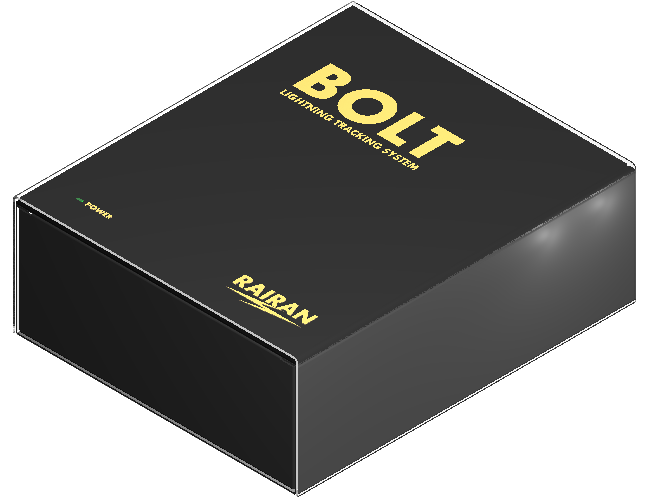 BOLT
LIGHTNING TRACKING SYSTEM
POWER
RAIRAN